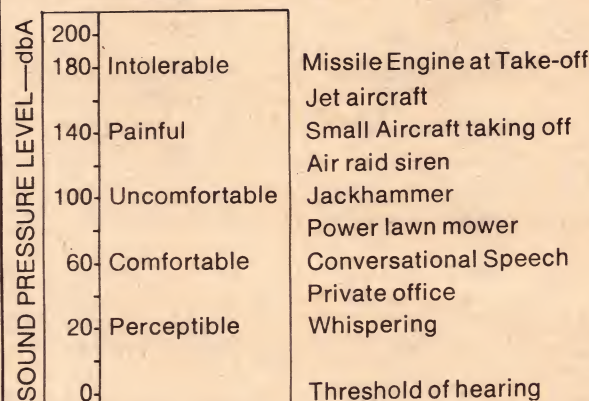 SOUND PRESSURE LEVEL—dbA
200-
180- Intolerable Missile Engine at Take-off
Jet aircraft
140- Painful Small Aircraft taking off
Air raid siren
100- Uncomfortable Jackhammer
Power lawn mower
60- Comfortable Conversational Speech
Private office
20- Perceptible Whispering
0- Threshold of hearing